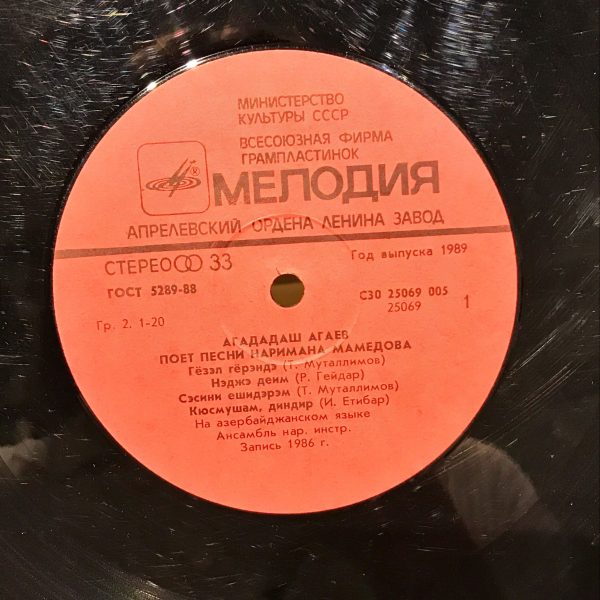 МИНИСТЕРСТВО
КУЛЬТУРЫ СССР
ВСЕСОЮЗНАЯ ФИРМА
ГРАМПЛАСТИНОК
МЕЛОДИЯ
АПРЕЛЕВСКИЙ ОРДЕНА ЛЕНИНА ЗАВОД
СТЕРЕО 33
Год выпуска 1989
ГОСТ 5289-88
С30 25069 005
25069
1
Гр. 2. 1-20
АГАДАДАШ АГАЕВ
ПОЕТ ПЕСНИ НАРИМАНА МАМЕДОВА
Гёзэл гёрэндэ (Т. Муталлимов)
Нэджэ деим (Р. Гейдар)
Сэсини ешидэрэм (Т. Муталлимов)
Кюсмушам, диндир (И. Етибар)
На азербайджанском языке
Ансамбль нар. инстр.
Запись 1986 г.